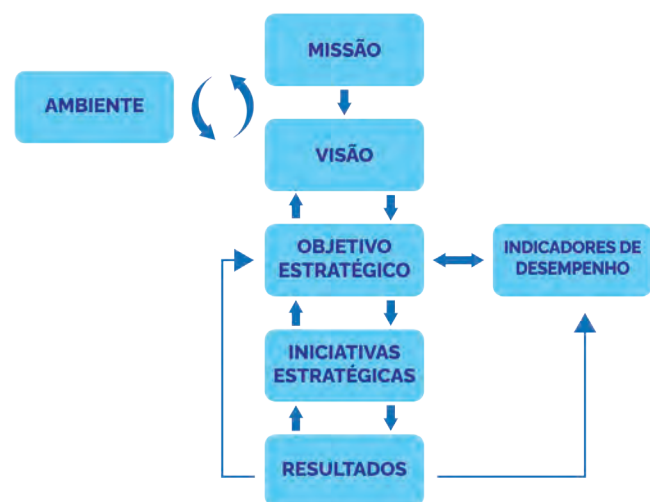 MISSÃO
AMBIENTE
VISÃO
OBJETIVO
ESTRATÉGICO
INDICADORES DE
DESEMPENHO
INICIATIVAS
ESTRATÉGICAS
RESULTADOS